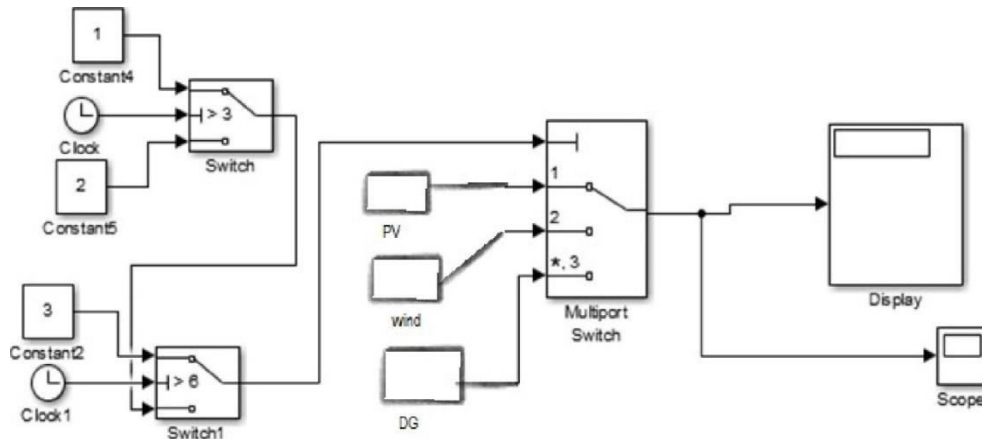 1
Constant4
> 3
Clock
Switch
2
Constant5
1
PV
2
wind
*, 3
Multiport
Switch
DG
Display
Scope
3
Constant2
> 6
Clock1
Switch1